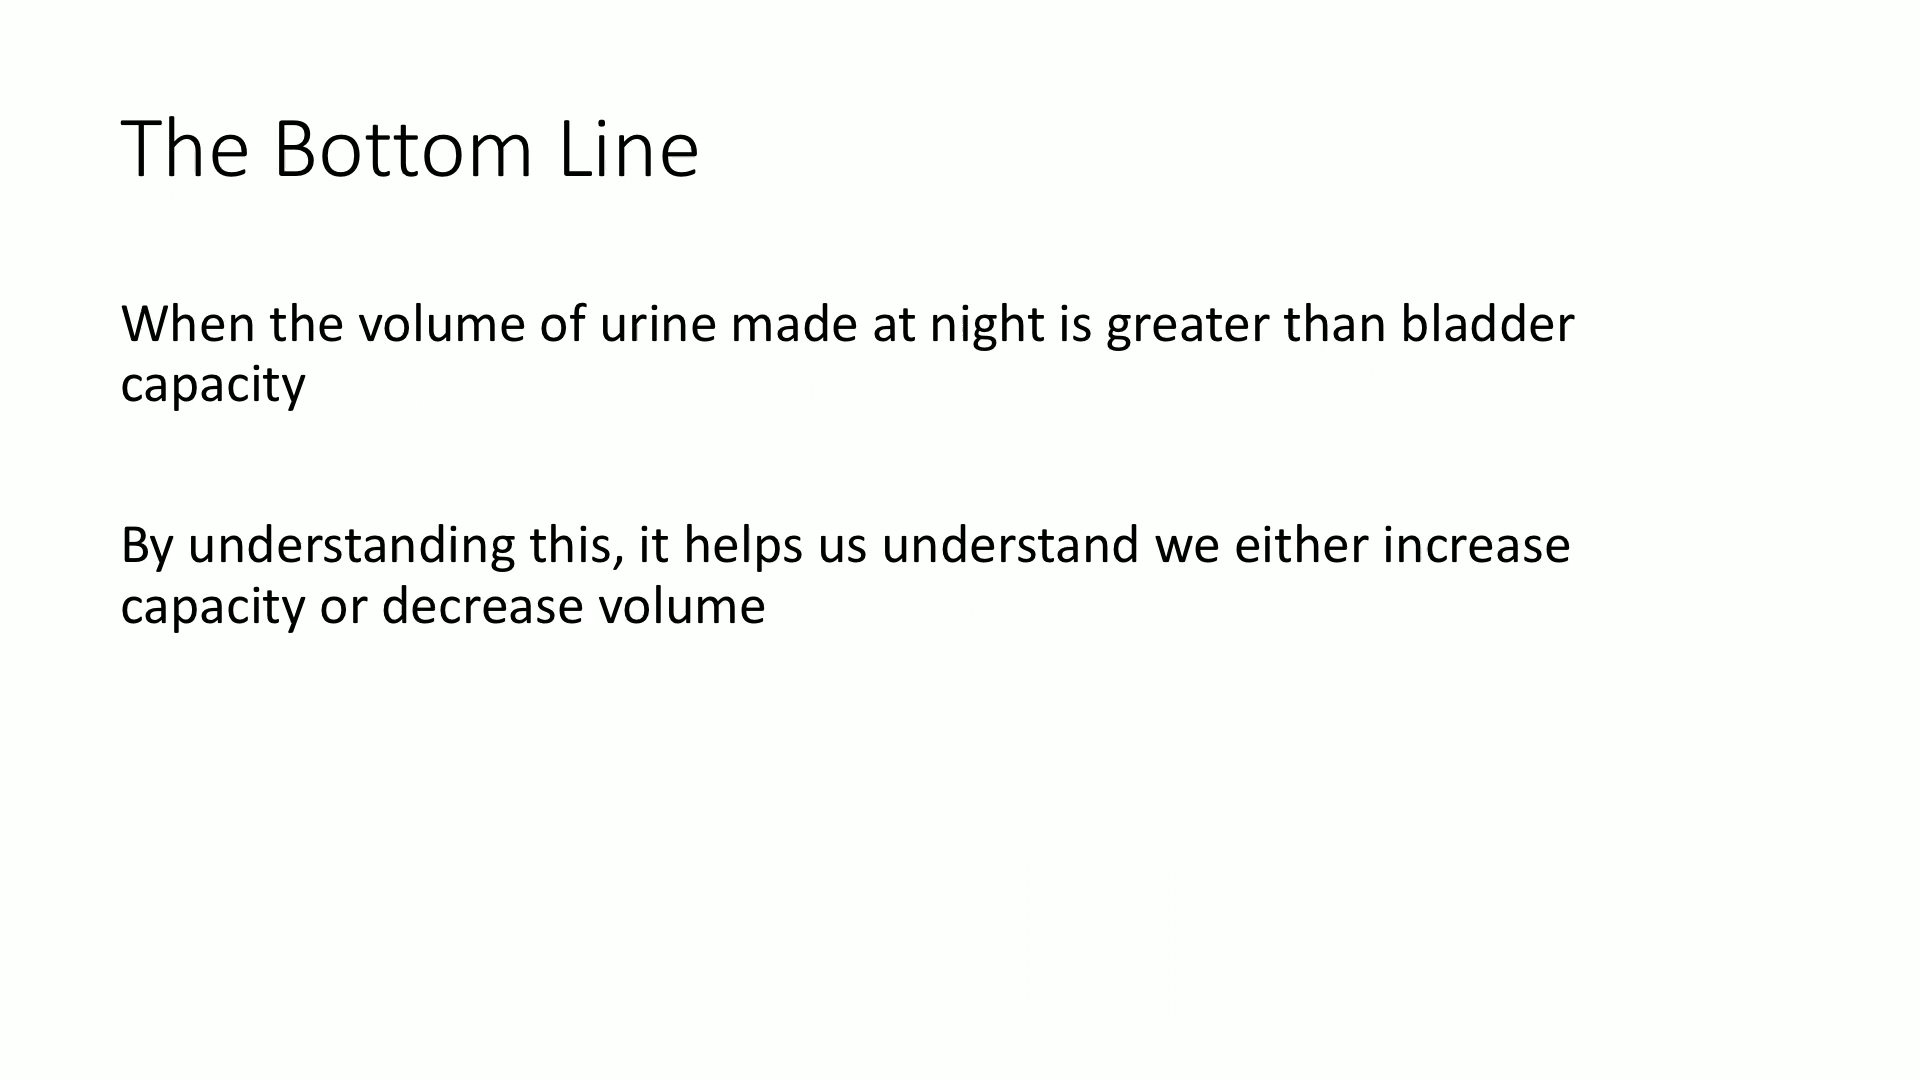 The Bottom Line
When the volume of urine made at night is greater than bladder
capacity
By understanding this, it helps us understand we either increase
capacity or decrease volume